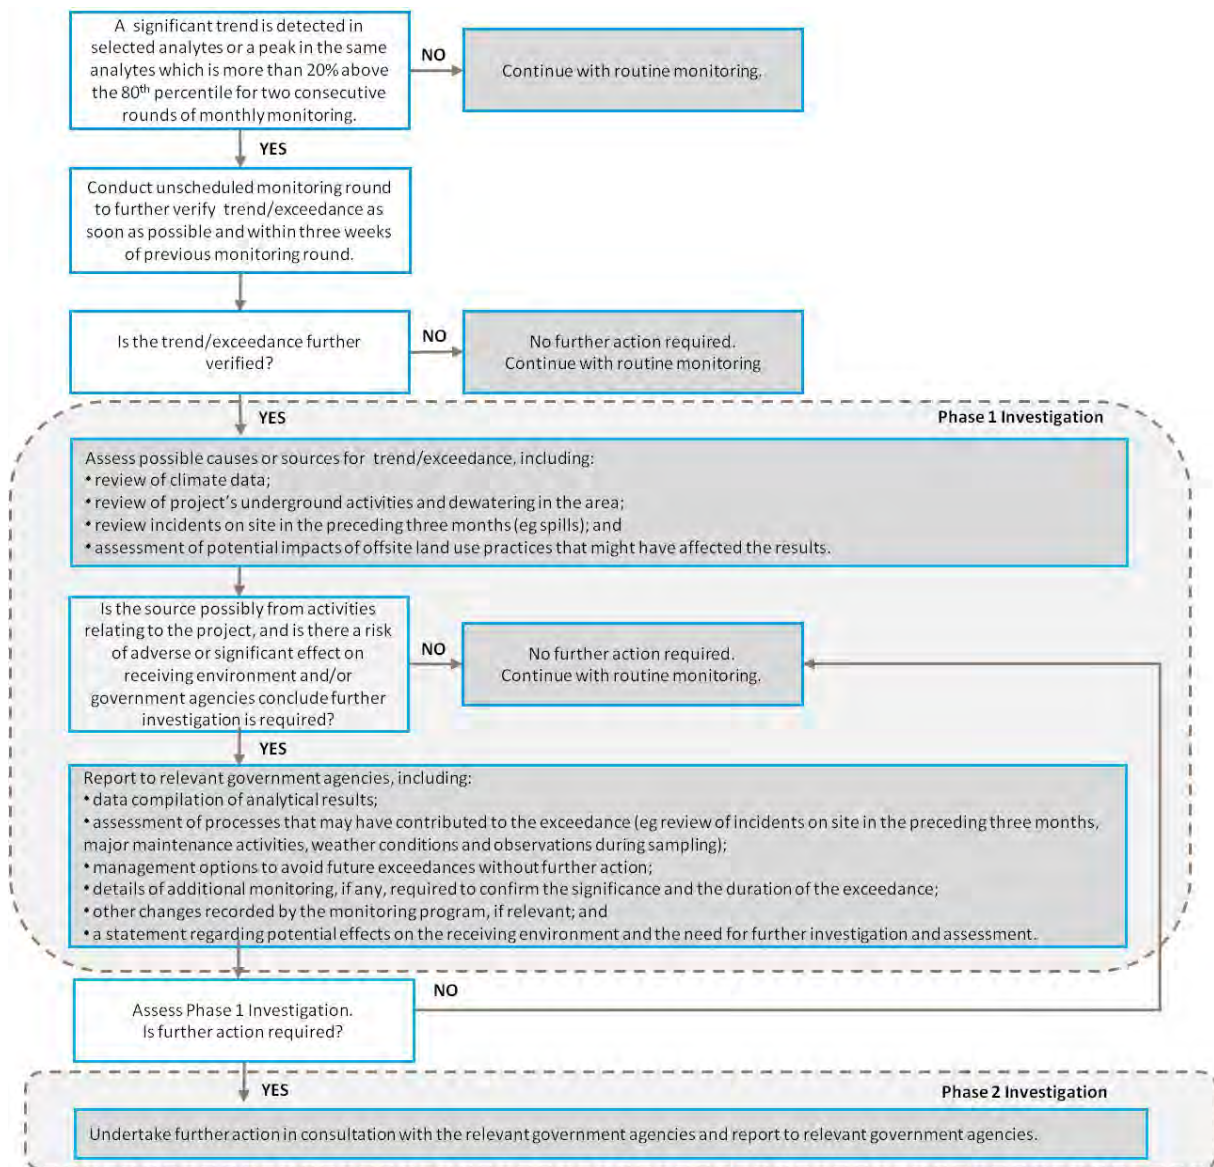 A significant trend is detected in
selected analytes or a peak in the same
analytes which is more than 20% above
the 80th percentile for two consecutive
rounds of monthly monitoring.
NO
Continue with routine monitoring.
YES
Conduct unscheduled monitoring round
to further verify trend/exceedance as
soon as possible and within three weeks
of previous monitoring round.
Is the trend/exceedance further
verified?
NO
No further action required.
Continue with routine monitoring
YES
Phase 1 Investigation
Assess possible causes or sources for trend/exceedance, including:
• review of climate data;
• review of project's underground activities and dewatering in the area;
• review incidents on site in the preceding three months (eg spills); and
• assessment of potential impacts of offsite land use practices that might have affected the results.
Is the source possibly from activities
relating to the project, and is there a risk
of adverse or significant effect on
receiving environment and/or
government agencies conclude further
investigation is required?
NO
No further action required.
Continue with routine monitoring.
YES
Report to relevant government agencies, including:
• data compilation of analytical results;
• assessment of processes that may have contributed to the exceedance (eg review of incidents on site in the preceding three months,
major maintenance activities, weather conditions and observations during sampling);
• management options to avoid future exceedances without further action;
• details of additional monitoring, if any, required to confirm the significance and the duration of the exceedance;
• other changes recorded by the monitoring program, if relevant; and
• a statement regarding potential effects on the receiving environment and the need for further investigation and assessment.
Assess Phase 1 Investigation.
Is further action required?
NO
YES
Phase 2 Investigation
Undertake further action in consultation with the relevant government agencies and report to relevant government agencies.